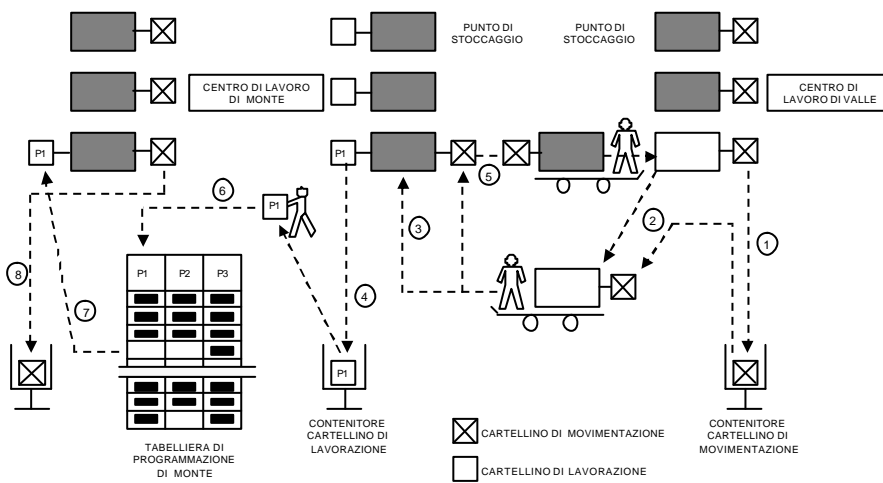 PUNTO DI
STOCCAGGIO
PUNTO DI
STOCCAGGIO
CENTRO DI LAVORO
DI MONTE
CENTRO DI
LAVORO DI VALLE
P1
P1
5
6
P1
3
2
1
8
7
4
P1
P2
P3
P1
TABELLIERA DI
PROGRAMMAZIONE
DI MONTE
CONTENITORE
CARTELLINO DI
LAVORAZIONE
CARTELLINO DI MOVIMENTAZIONE
CARTELLINO DI LAVORAZIONE
CONTENITORE
CARTELLINO DI
MOVIMENTAZIONE